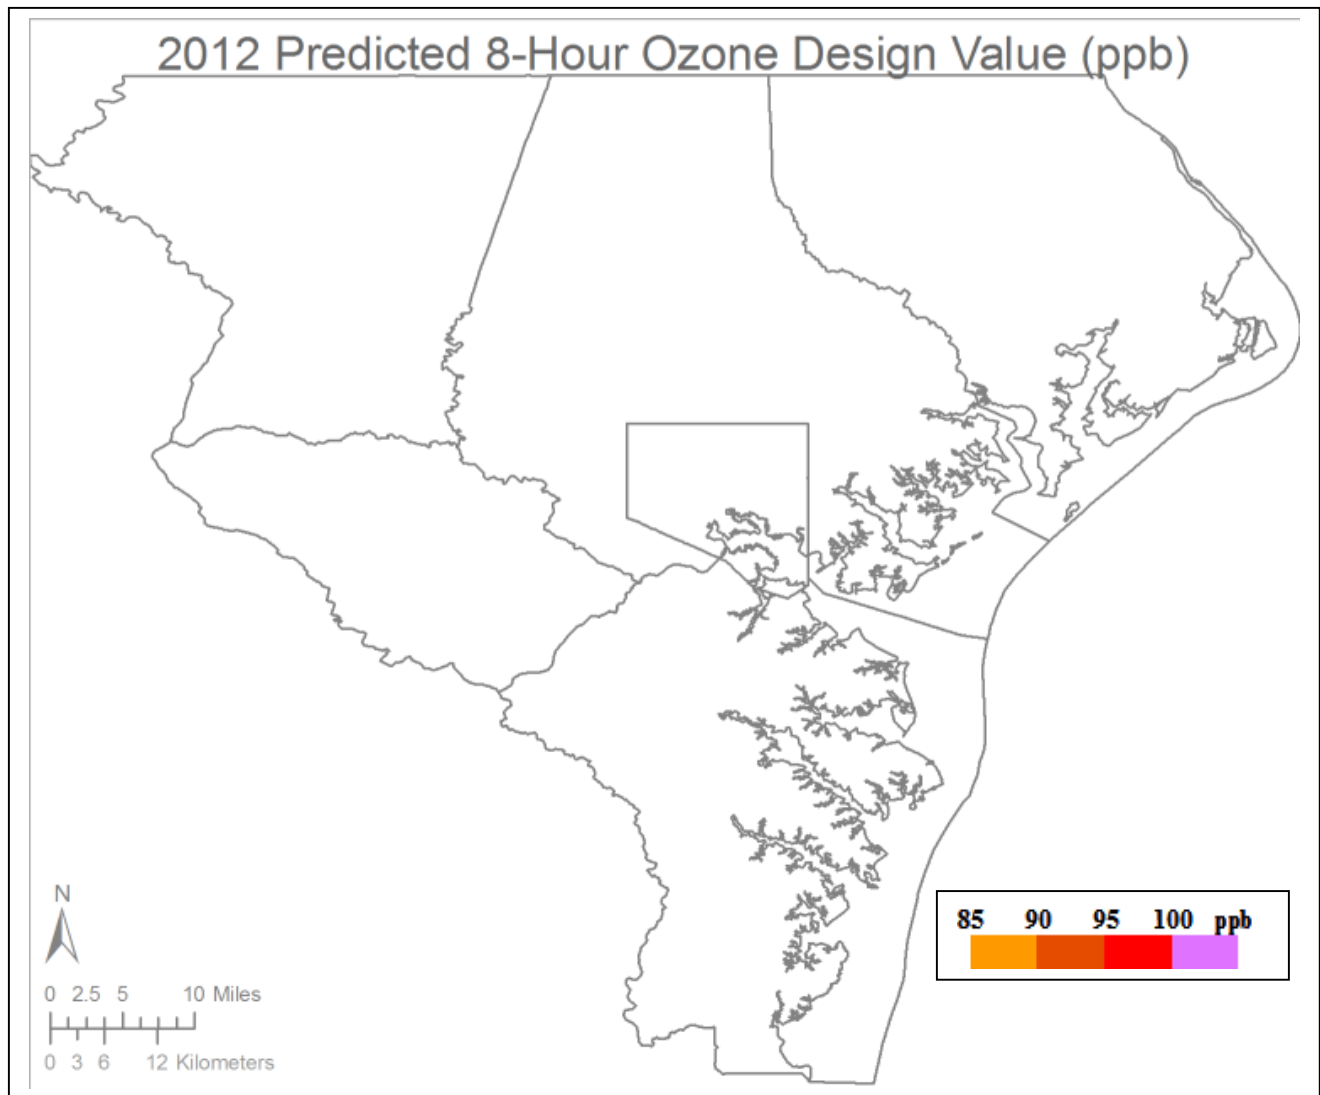 2012 Predicted 8-Hour Ozone Design Value (ppb)
85 90 95 100 ppb
N
0 2.5 5 10 Miles
0 3 6 12 Kilometers